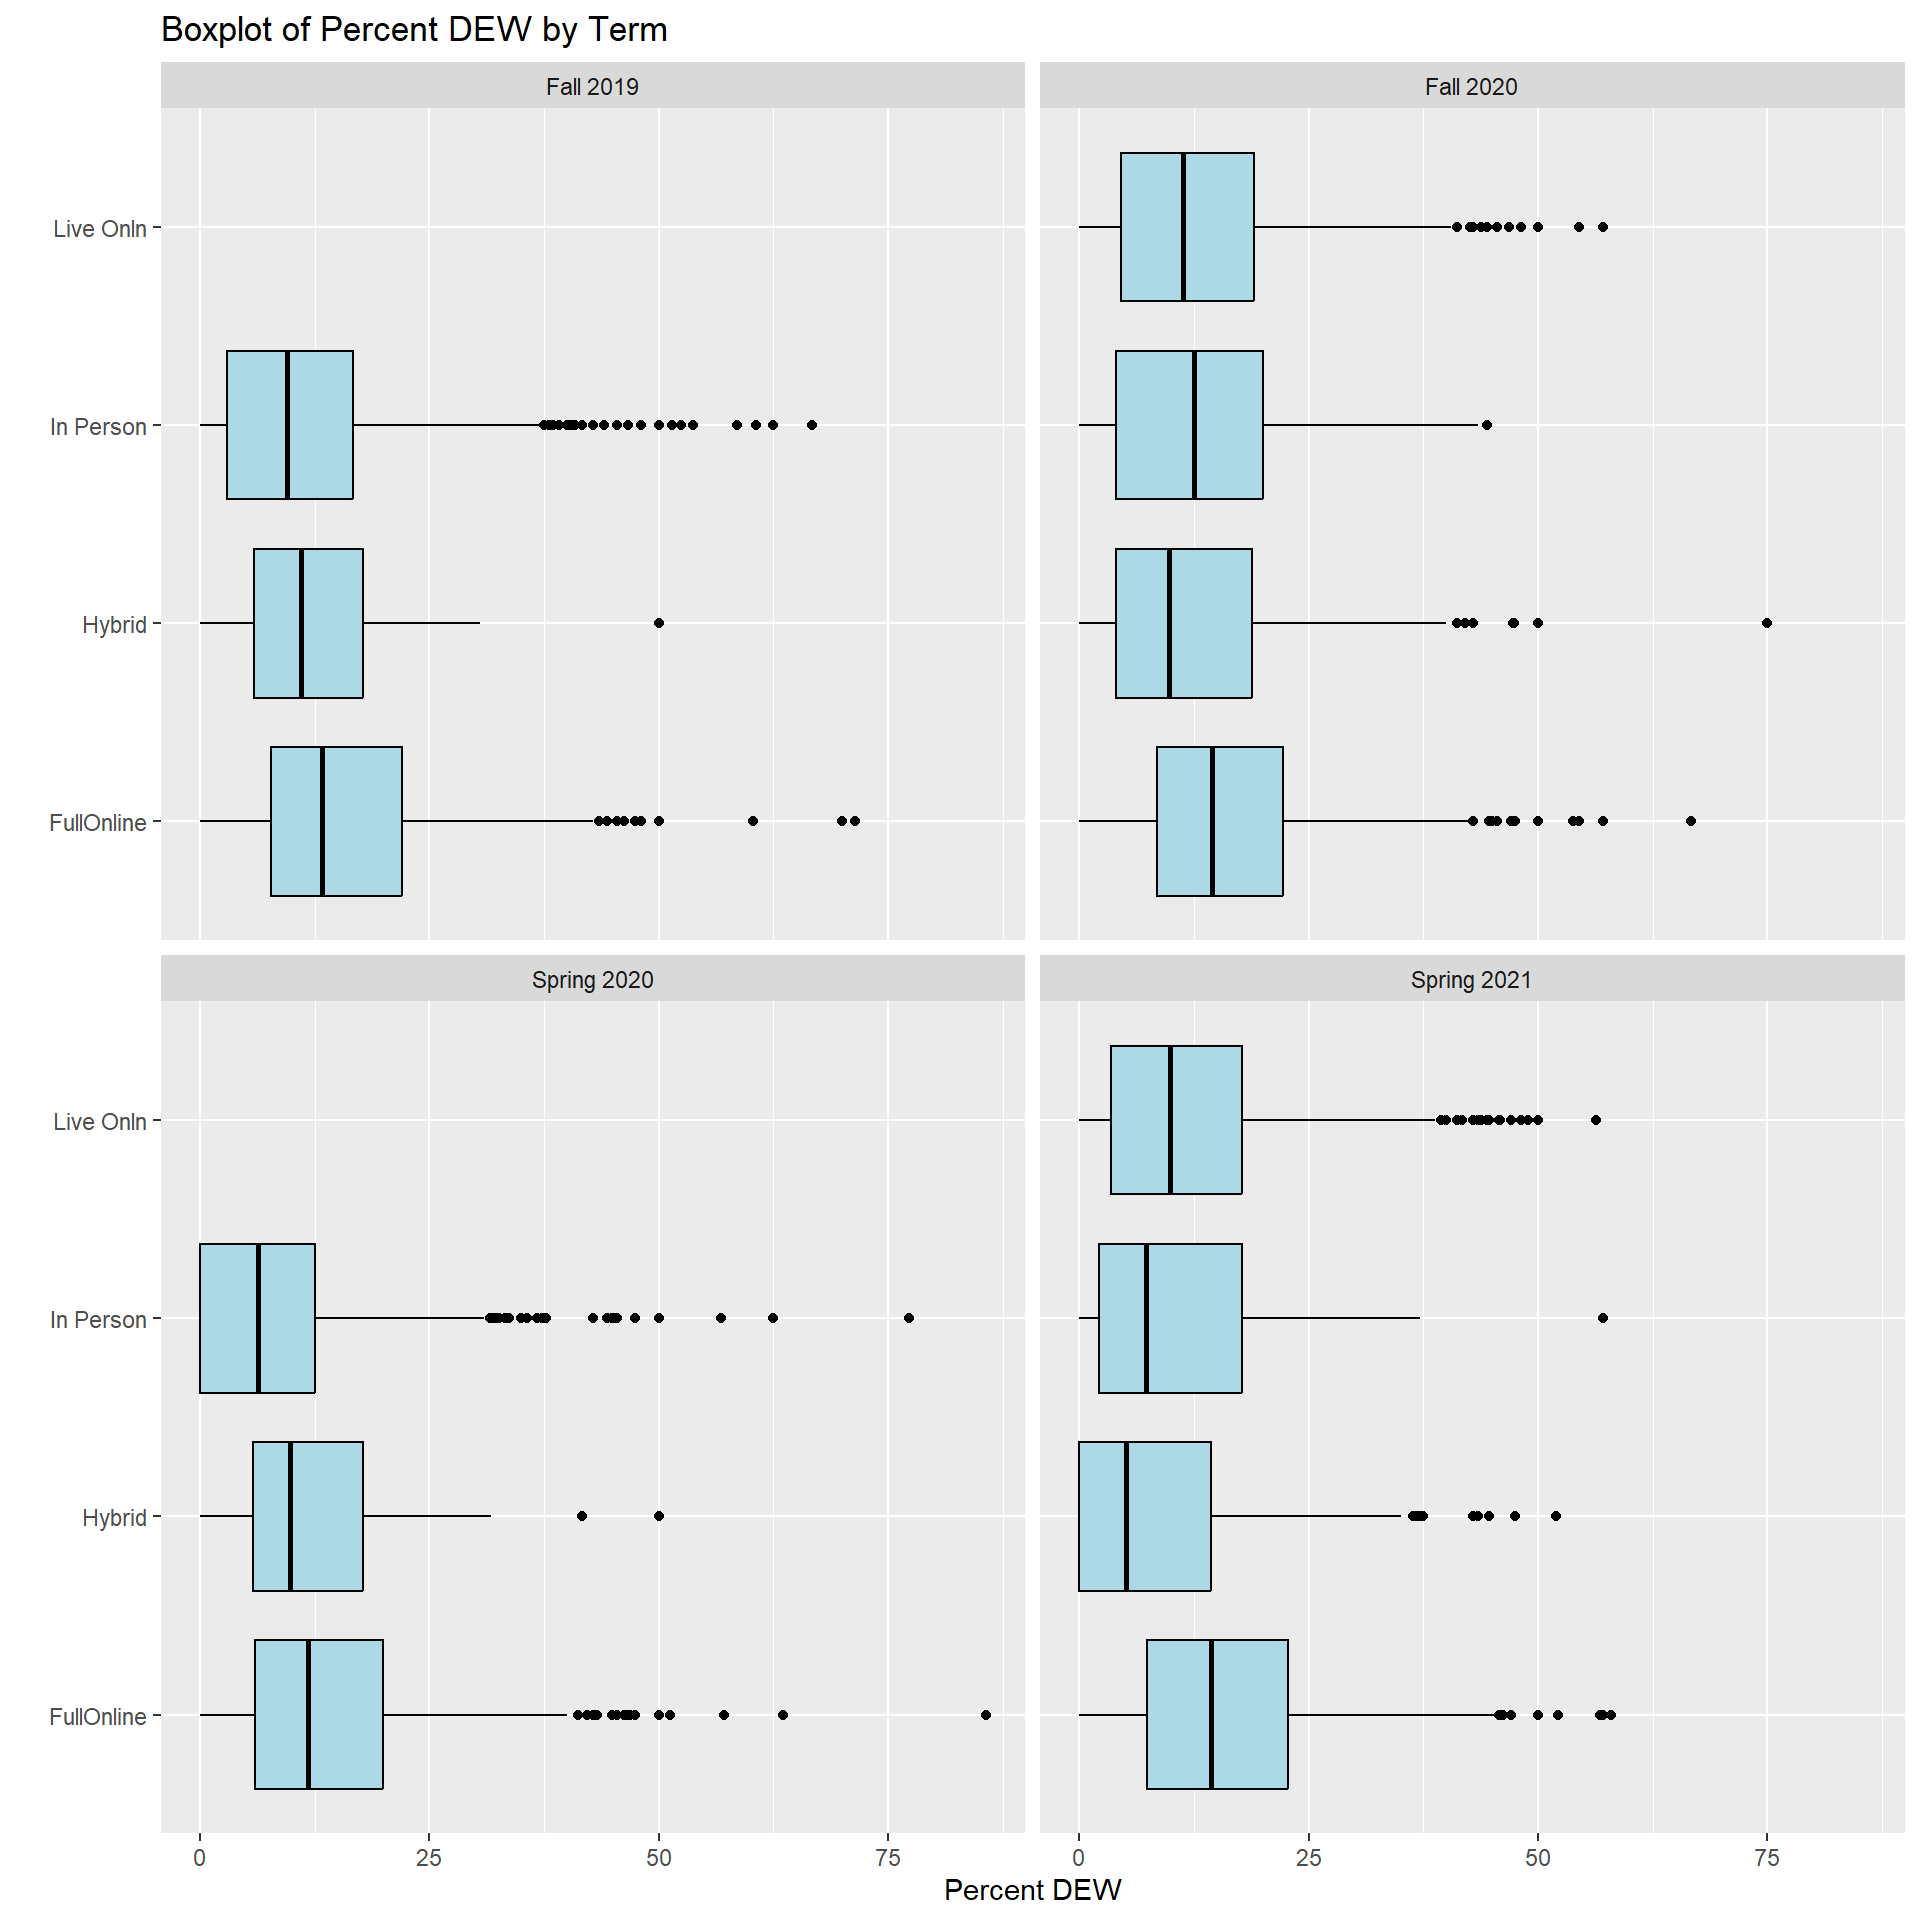 Boxplot of Percent DEW by Term
Fall 2019
Fall 2020
Live Onln
In Person
Hybrid
FullOnline
Spring 2020
Spring 2021
Live Onln
In Person
Hybrid
FullOnline
0 25 50 75 0 25 50 75
Percent DEW